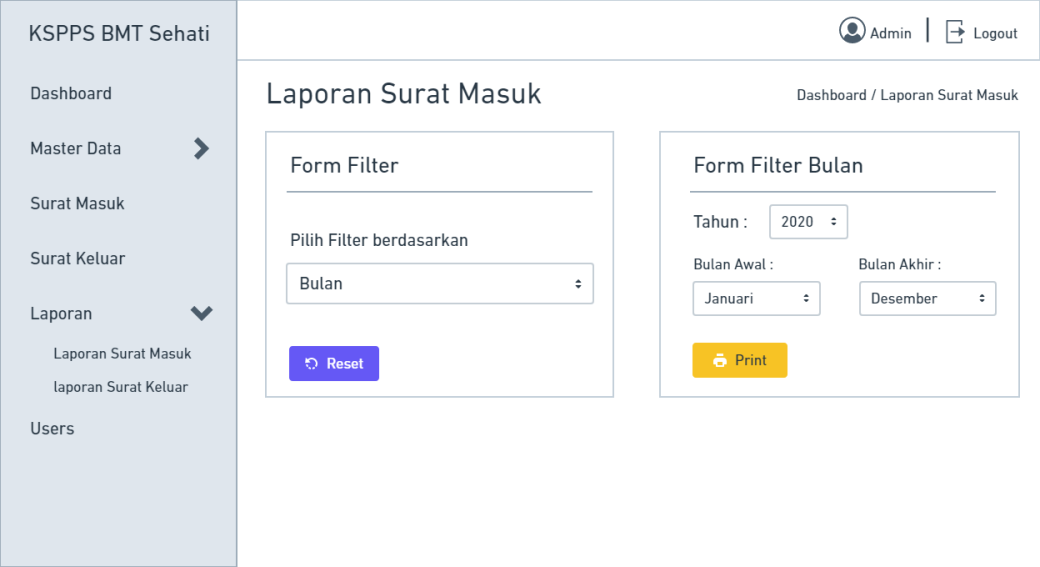 KSPPS BMT Sehati
Admin
Logout
Dashboard
Master Data
Surat Masuk
Surat Keluar
Laporan
Laporan Surat Masuk
laporan Surat Keluar
Users
Laporan Surat Masuk
Dashboard / Laporan Surat Masuk
Form Filter
Pilih Filter berdasarkan
Bulan
Reset
Form Filter Bulan
Tahun : 2020
Bulan Awal : Bulan Akhir :
Januari Desember
Print